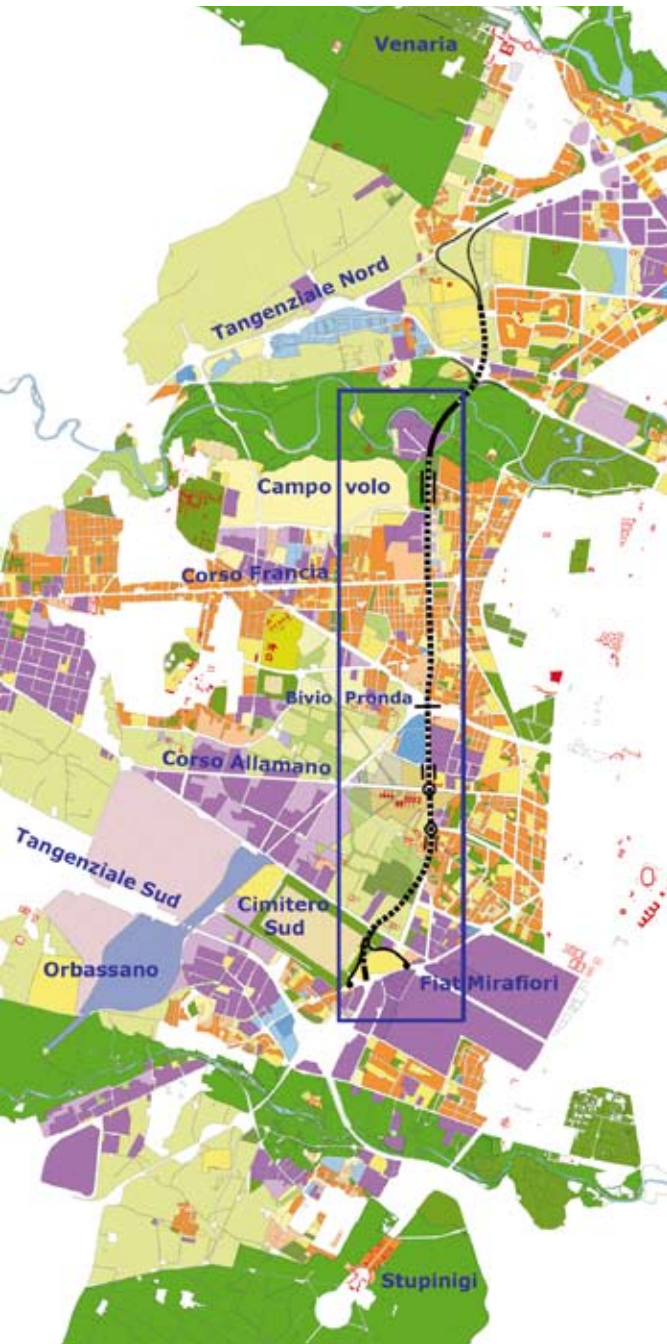 Venaria
Tangenziale Nord
Campo volo
Corso Francia
Bivio Pronda
Corso Allamano
Tangenziale Sud
Cimitero
Sud
Orbassano
Fiat Mirafiori
Stupinigi